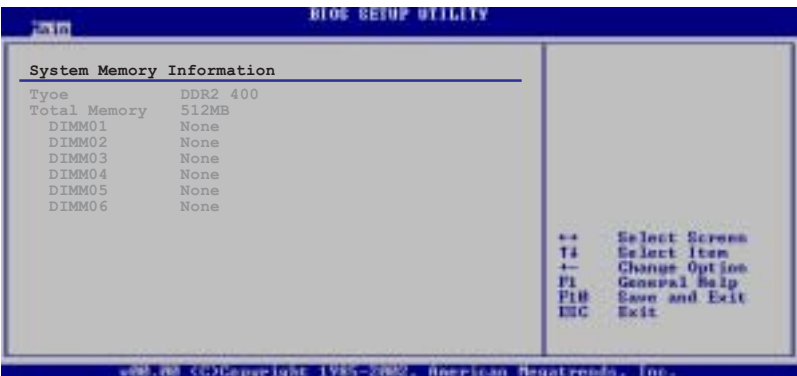 BIOS SETUP UTILITY
Main
System Memory Information
Tyoe DDR2 400
Total Memory 512MB
DIMM01 None
DIMM02 None
DIMM03 None
DIMM04 None
DIMM05 None
DIMM06 None
←→ Select Screen
↑↓ Select Item
+- Change Option
F1 General Help
F10 Save and Exit
ESC Exit
v00.00 (C)Copyright 1985-2002, American Megatrends, Inc.